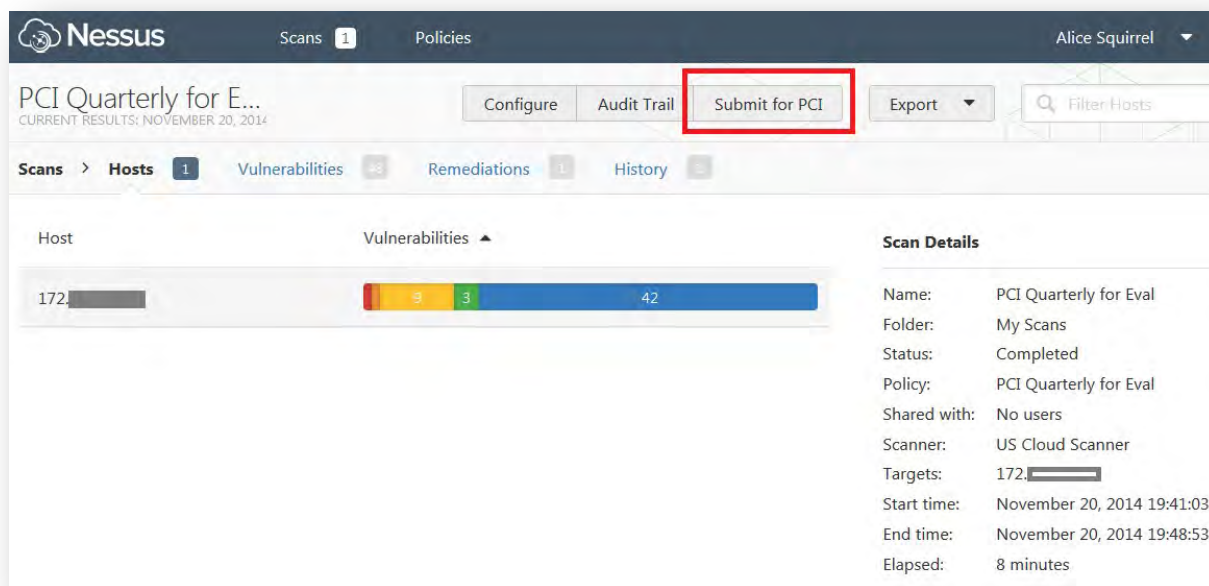 Nessus Scans 1 Policies Alice Squirrel
PCI Quarterly for E...
CURRENT RESULTS: NOVEMBER 20, 2014
Configure Audit Trail Submit for PCI Export Filter Hosts
Scans > Hosts 1 Vulnerabilities 48 Remediations 1 History
Host Vulnerabilities
172.
9 3 42
Scan Details
Name: PCI Quarterly for Eval
Folder: My Scans
Status: Completed
Policy: PCI Quarterly for Eval
Shared with: No users
Scanner: US Cloud Scanner
Targets: 172.
Start time: November 20, 2014 19:41:03
End time: November 20, 2014 19:48:53
Elapsed: 8 minutes